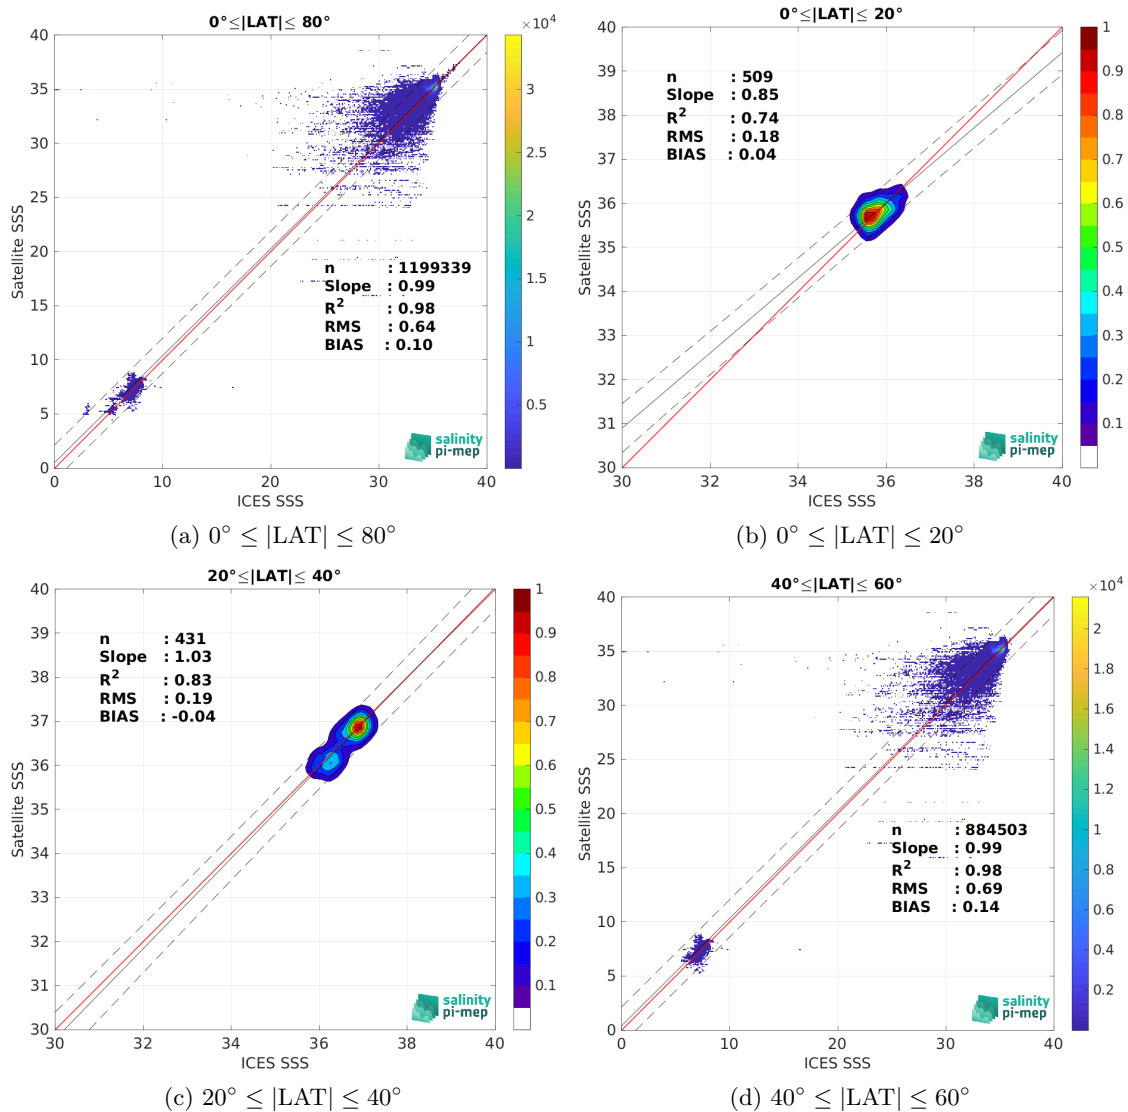 0°≤|LAT|≤ 80°
×10⁴
40
35
30
25
20
15
10
5
0
Satellite SSS
n : 1199339
Slope : 0.99
R² : 0.98
RMS : 0.64
BIAS : 0.10
salinity
pi-mep
0 10 20 30 40
ICES SSS
3
2.5
2
1.5
1
0.5
(a) 0° ≤ |LAT| ≤ 80°
0°≤|LAT|≤ 20°
40
39
38
37
36
35
34
33
32
31
30
Satellite SSS
n : 509
Slope : 0.85
R² : 0.74
RMS : 0.18
BIAS : 0.04
salinity
pi-mep
30 32 34 36 38 40
ICES SSS
1
0.9
0.8
0.7
0.6
0.5
0.4
0.3
0.2
0.1
(b) 0° ≤ |LAT| ≤ 20°
20°≤|LAT|≤ 40°
40
39
38
37
36
35
34
33
32
31
30
Satellite SSS
n : 431
Slope : 1.03
R² : 0.83
RMS : 0.19
BIAS : -0.04
salinity
pi-mep
30 32 34 36 38 40
ICES SSS
1
0.9
0.8
0.7
0.6
0.5
0.4
0.3
0.2
0.1
(c) 20° ≤ |LAT| ≤ 40°
40°≤|LAT|≤ 60°
×10⁴
40
35
30
25
20
15
10
5
0
Satellite SSS
n : 884503
Slope : 0.99
R² : 0.98
RMS : 0.69
BIAS : 0.14
salinity
pi-mep
0 10 20 30 40
ICES SSS
2
1.8
1.6
1.4
1.2
1
0.8
0.6
0.4
0.2
(d) 40° ≤ |LAT| ≤ 60°